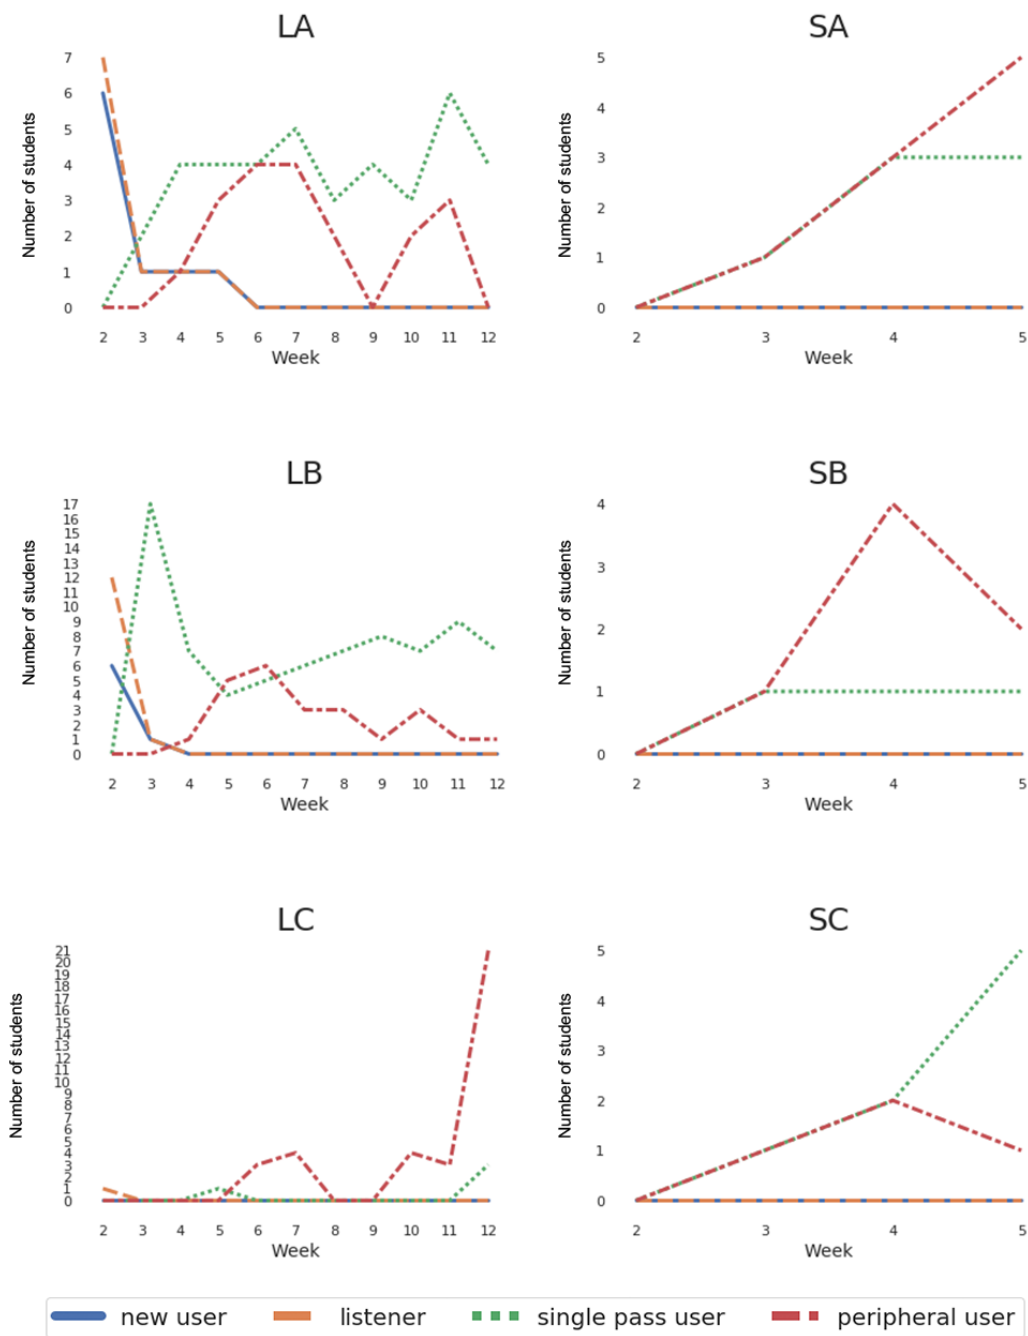 LA
7
6
5
4
3
2
1
0
Number of students
2 3 4 5 6 7 8 9 10 11 12
Week
SA
5
4
3
2
1
0
Number of students
2 3 4 5
Week
LB
17
16
15
14
13
12
11
10
9
8
7
6
5
4
3
2
1
0
Number of students
2 3 4 5 6 7 8 9 10 11 12
Week
SB
4
3
2
1
0
Number of students
2 3 4 5
Week
LC
21
20
19
18
17
16
15
14
13
12
11
10
9
8
7
6
5
4
3
2
1
0
Number of students
2 3 4 5 6 7 8 9 10 11 12
Week
SC
5
4
3
2
1
0
Number of students
2 3 4 5
Week
new user listener single pass user peripheral user